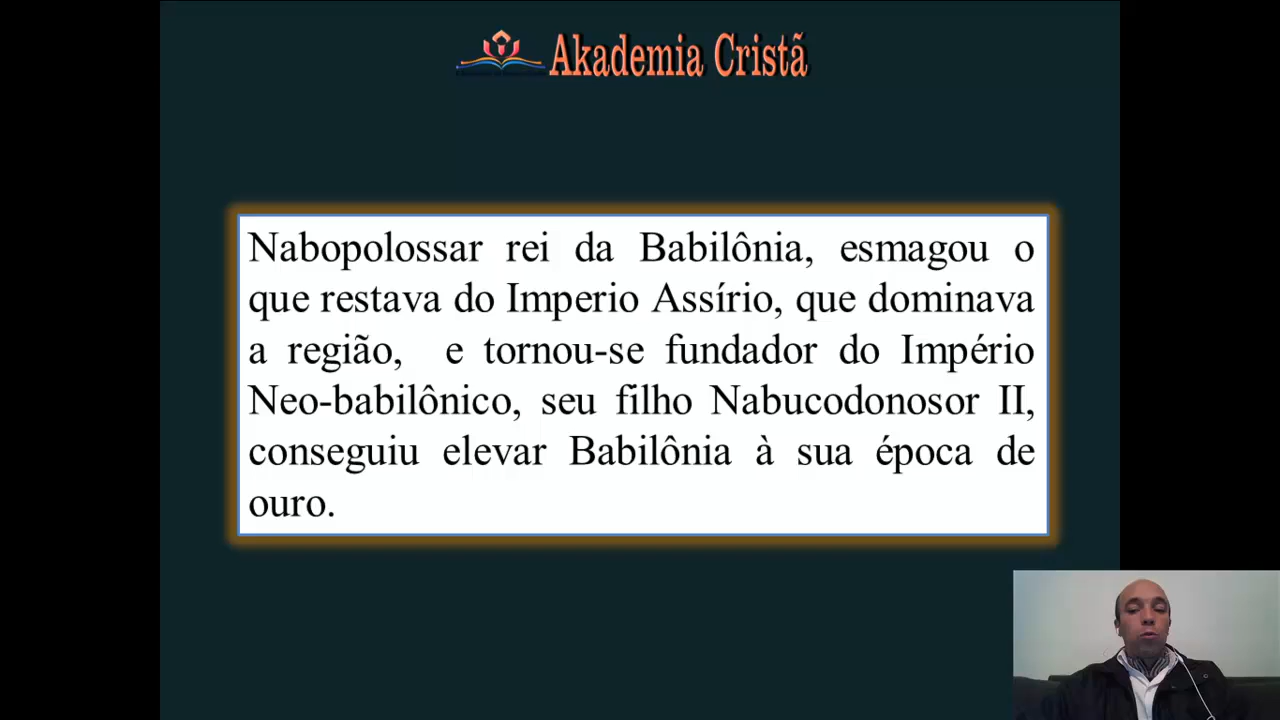 Akademia Cristã
Nabopolossar rei da Babilônia, esmagou o
que restava do Imperio Assírio, que dominava
a região, e tornou-se fundador do Império
Neo-babilônico, seu filho Nabucodonosor II,
conseguiu elevar Babilônia à sua época de
ouro.